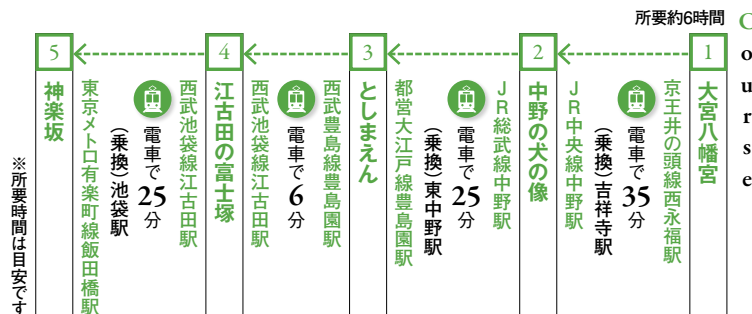 Course
所要約6時間
1
大宮八幡宮
京王井の頭線西永福駅
電車で35分
(乗換)吉祥寺駅
JR中央線中野駅
2
中野の犬の像
JR総武線中野駅
電車で25分
(乗換)東中野駅
都営大江戸線豊島園駅
3
としまえん
西武豊島線豊島園駅
電車で6分
西武池袋線江古田駅
4
江古田の富士塚
西武池袋線江古田駅
電車で25分
(乗換)池袋駅
東京メトロ有楽町線飯田橋駅
5
神楽坂
※所要時間は目安です